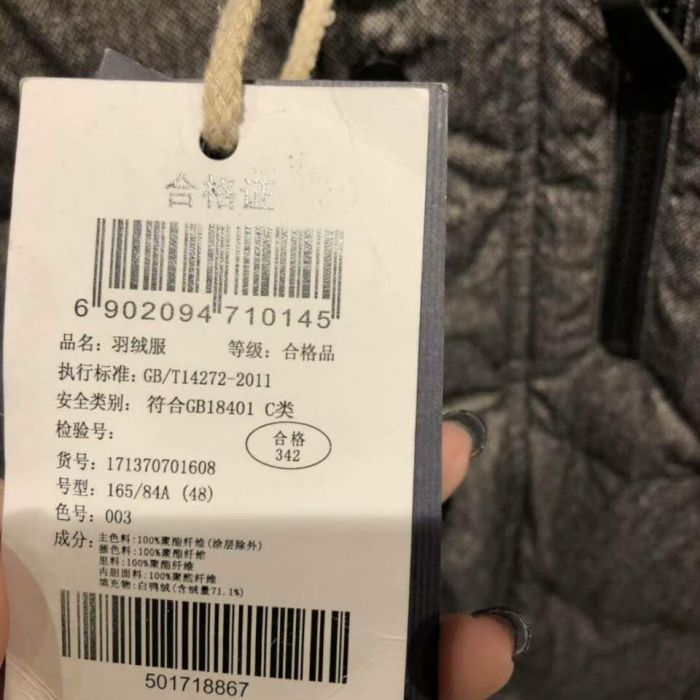 合格证
6 902094 710145
品名: 羽绒服 等级: 合格品
执行标准: GB/T14272-2011
安全类别: 符合GB18401 C类
检验号: 合格 342
货号: 171370701608
号型: 165/84A (48)
色号: 003
成分: 主色料:100%聚酯纤维(涂层除外)
插色料:100%聚酯纤维
里料:100%聚酯纤维
内胆面料:100%聚酯纤维
填充物:白鸭绒(含绒量71.1%)
501718867